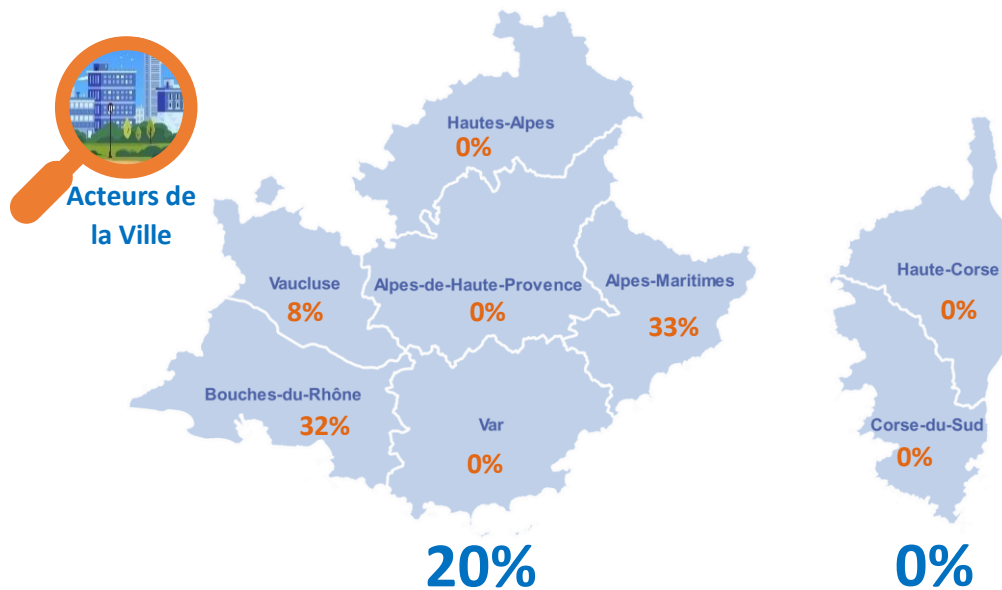 Acteurs de
la Ville
Hautes-Alpes
0%
Vaucluse
8%
Alpes-de-Haute-Provence
0%
Alpes-Maritimes
33%
Bouches-du-Rhône
32%
Var
0%
20%
Haute-Corse
0%
Corse-du-Sud
0%
0%